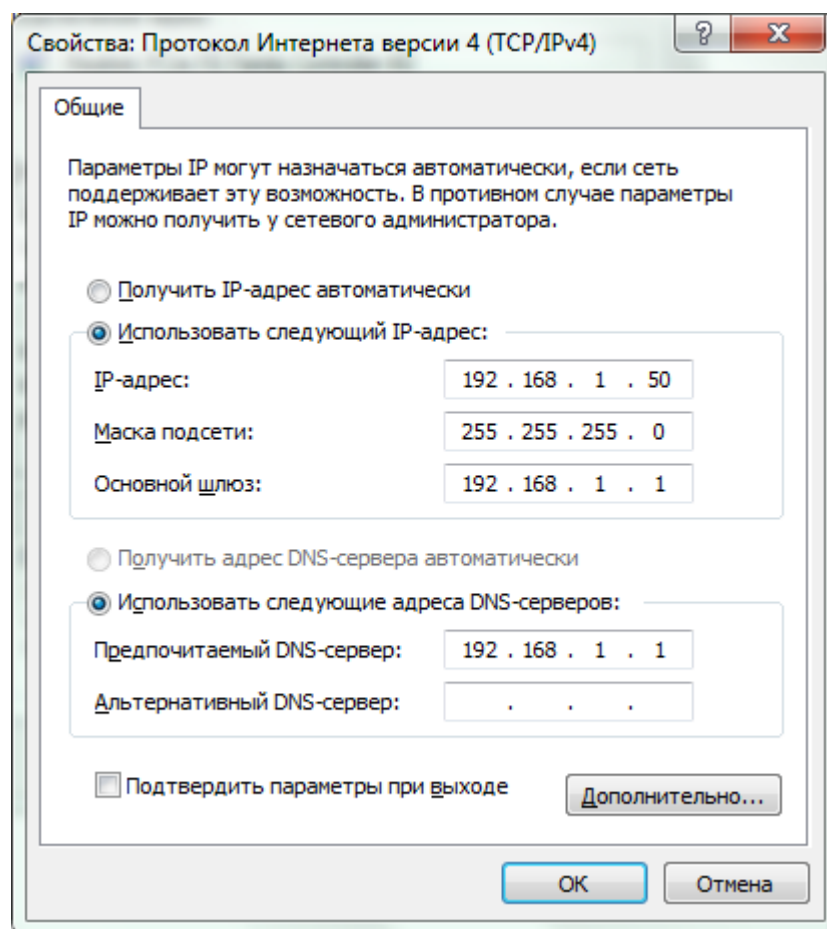 Свойства: Протокол Интернета версии 4 (TCP/IPv4)
Общие
Параметры IP могут назначаться автоматически, если сеть
поддерживает эту возможность. В противном случае параметры
IP можно получить у сетевого администратора.
Получить IP-адрес автоматически
Использовать следующий IP-адрес:
IP-адрес: 192 . 168 . 1 . 50
Маска подсети: 255 . 255 . 255 . 0
Основной шлюз: 192 . 168 . 1 . 1
Получить адрес DNS-сервера автоматически
Использовать следующие адреса DNS-серверов:
Предпочитаемый DNS-сервер: 192 . 168 . 1 . 1
Альтернативный DNS-сервер: . . .
Подтвердить параметры при выходе
Дополнительно...
ОК Отмена